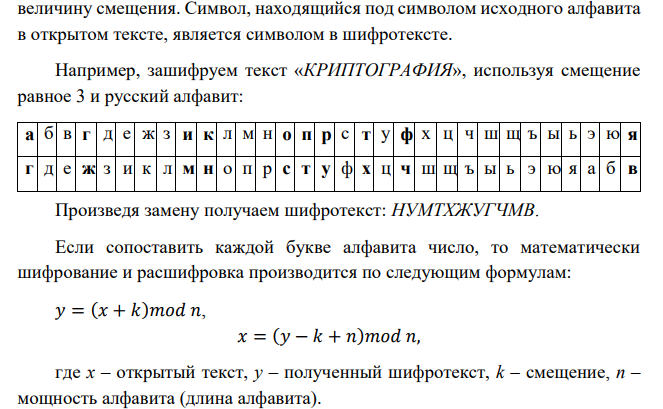 величину смещения. Символ, находящийся под символом исходного алфавита
в открытом тексте, является символом в шифротексте.
Например, зашифруем текст «КРИПТОГРАФИЯ», используя смещение
равное 3 и русский алфавит:
а б в г д е ж з и к л м н о п р с т у ф х ц ч ш щ ъ ы ь э ю я
г д е ж з и к л м н о п р с т у ф х ц ч ш щ ъ ы ь э ю я а б в
Произведя замену получаем шифротекст: НУМТХЖУГЧМВ.
Если сопоставить каждой букве алфавита число, то математически
шифрование и расшифровка производится по следующим формулам:
y = (x + k)mod n,
x = (y − k + n)mod n,
где x – открытый текст, y – полученный шифротекст, k – смещение, n –
мощность алфавита (длина алфавита).